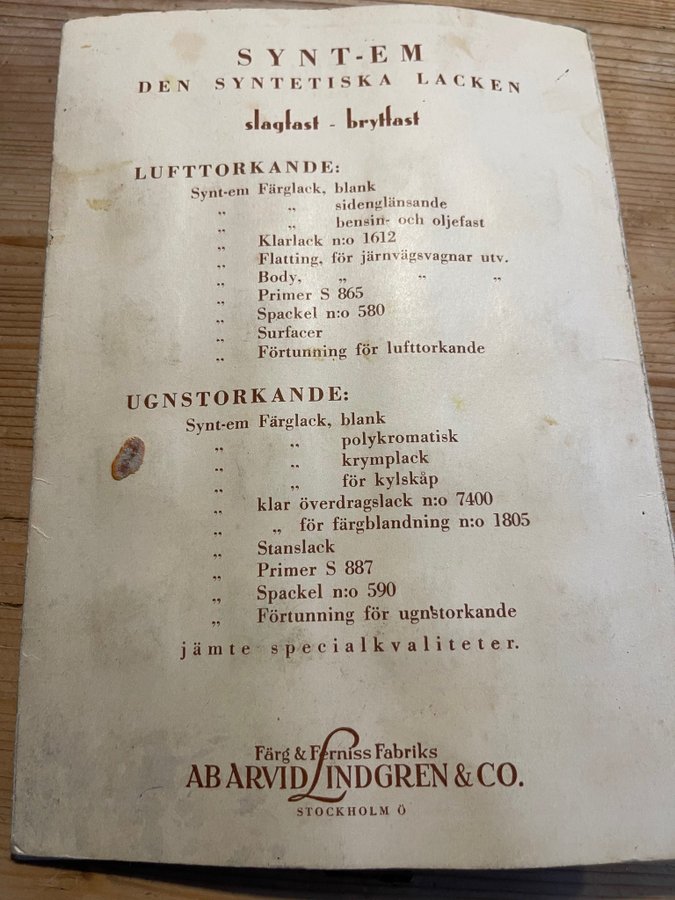 SYNT-EM
DEN SYNTETISKA LACKEN
slagfast - brytfast
LUFTTORKANDE:
Synt-em Färglack, blank
„ „ sidenglänsande
„ „ bensin- och oljefast
„ Klarlack n:o 1612
„ Flatting, för järnvägsvagnar utv.
„ Body, „ „ „
„ Primer S 865
„ Spackel n:o 580
„ Surfacer
„ Förtunning för lufttorkande
UGNSTORKANDE:
Synt-em Färglack, blank
„ „ polykromatisk
„ „ krymplack
„ „ för kylskåp
„ klar överdragslack n:o 7400
„ „ för färgblandning n:o 1805
„ Stanslack
„ Primer S 887
„ Spackel n:o 590
„ Förtunning för ugnstorkande
jämte specialkvaliteter.
Färg & Ferniss Fabriks
AB ARVID LINDGREN & CO.
STOCKHOLM Ö